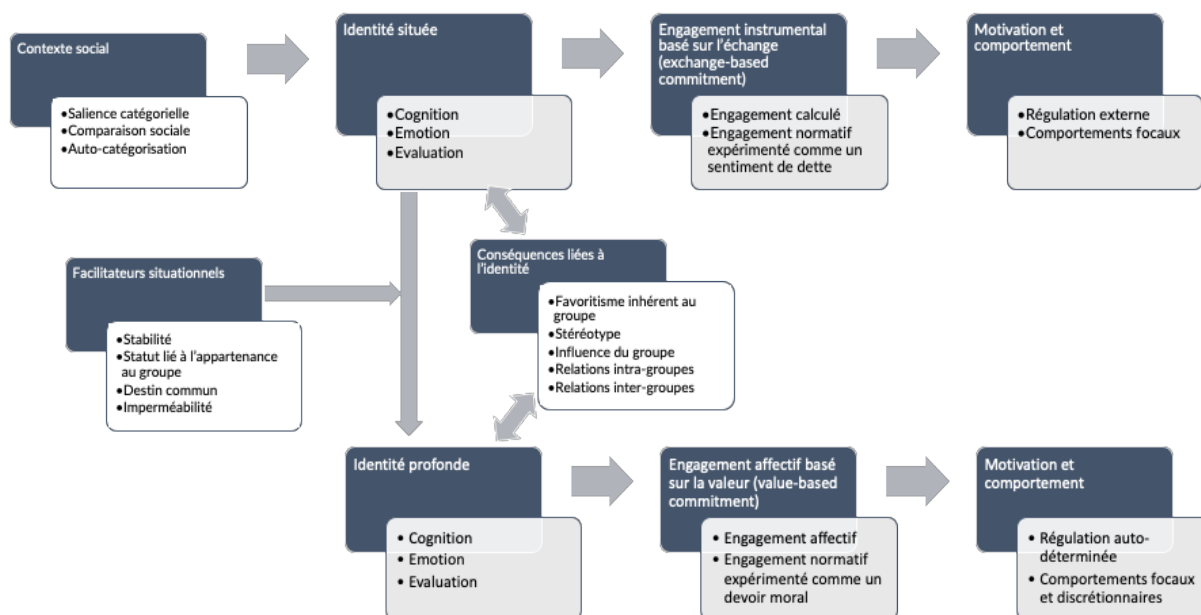 Contexte social
•Salience catégorielle
•Comparaison sociale
•Auto-catégorisation
Identité située
•Cognition
•Emotion
•Evaluation
Engagement instrumental
basé sur l'échange
(exchange-based
commitment)
•Engagement calculé
•Engagement normatif
expérimenté comme un
sentiment de dette
Motivation et
comportement
•Régulation externe
•Comportements focaux
Facilitateurs situationnels
•Stabilité
•Statut lié à l'appartenance
au groupe
•Destin commun
•Imperméabilité
Conséquences liées à
l'identité
•Favoritisme inhérent au
groupe
•Stéréotype
•Influence du groupe
•Relations intra-groupes
•Relations inter-groupes
Identité profonde
• Cognition
• Emotion
• Evaluation
Engagement affectif basé
sur la valeur (value-based
commitment)
• Engagement affectif
• Engagement normatif
expérimenté comme un
devoir moral
Motivation et
comportement
• Régulation auto-
déterminée
• Comportements focaux
et discrétionnaires